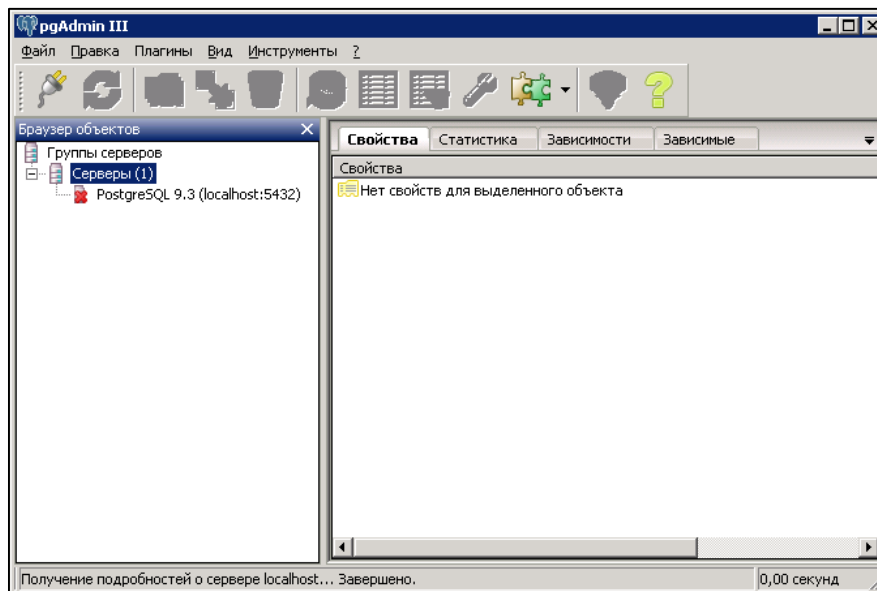 pgAdmin III
Файл Правка Плагины Вид Инструменты ?
Браузер объектов
Группы серверов
Серверы (1)
PostgreSQL 9.3 (localhost:5432)
Свойства Статистика Зависимости Зависимые
Свойства
Нет свойств для выделенного объекта
Получение подробностей о сервере localhost... Завершено. 0,00 секунд